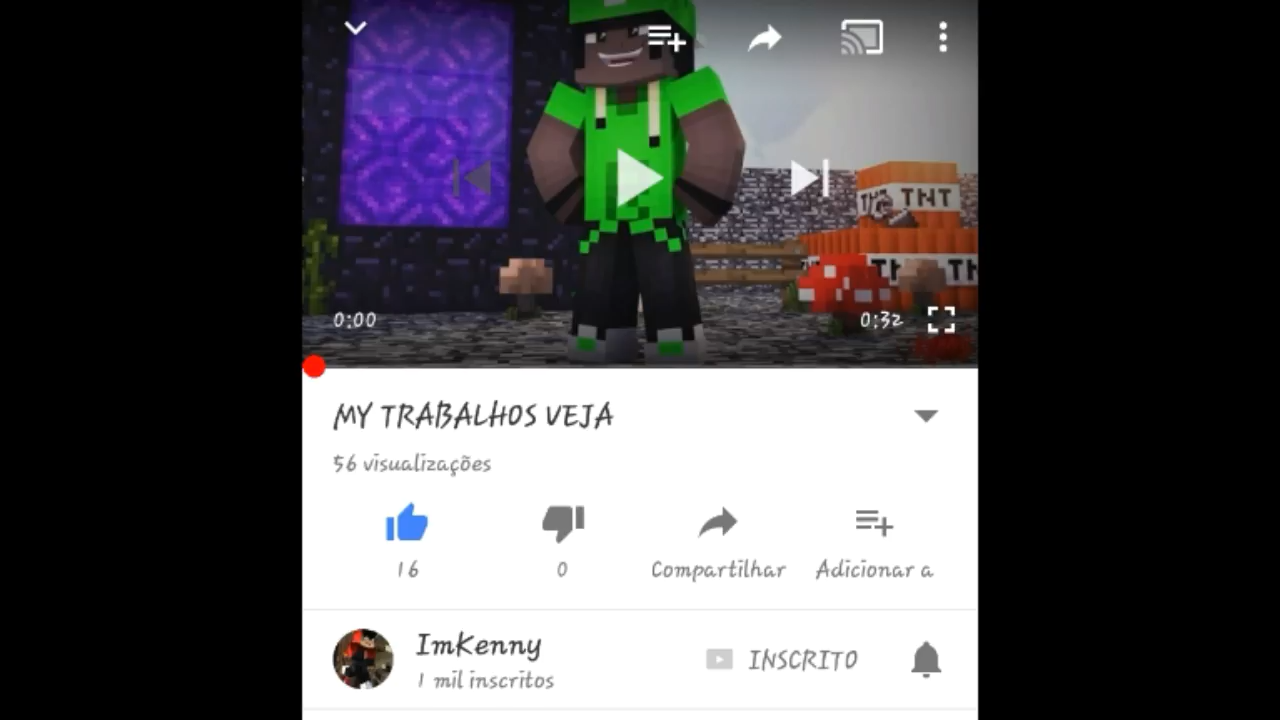 TNT
0:00
0:32
MY TRABALHOS VEJA
56 visualizações
16
0
Compartilhar
Adicionar a
ImKenny
INSCRITO
1 mil inscritos